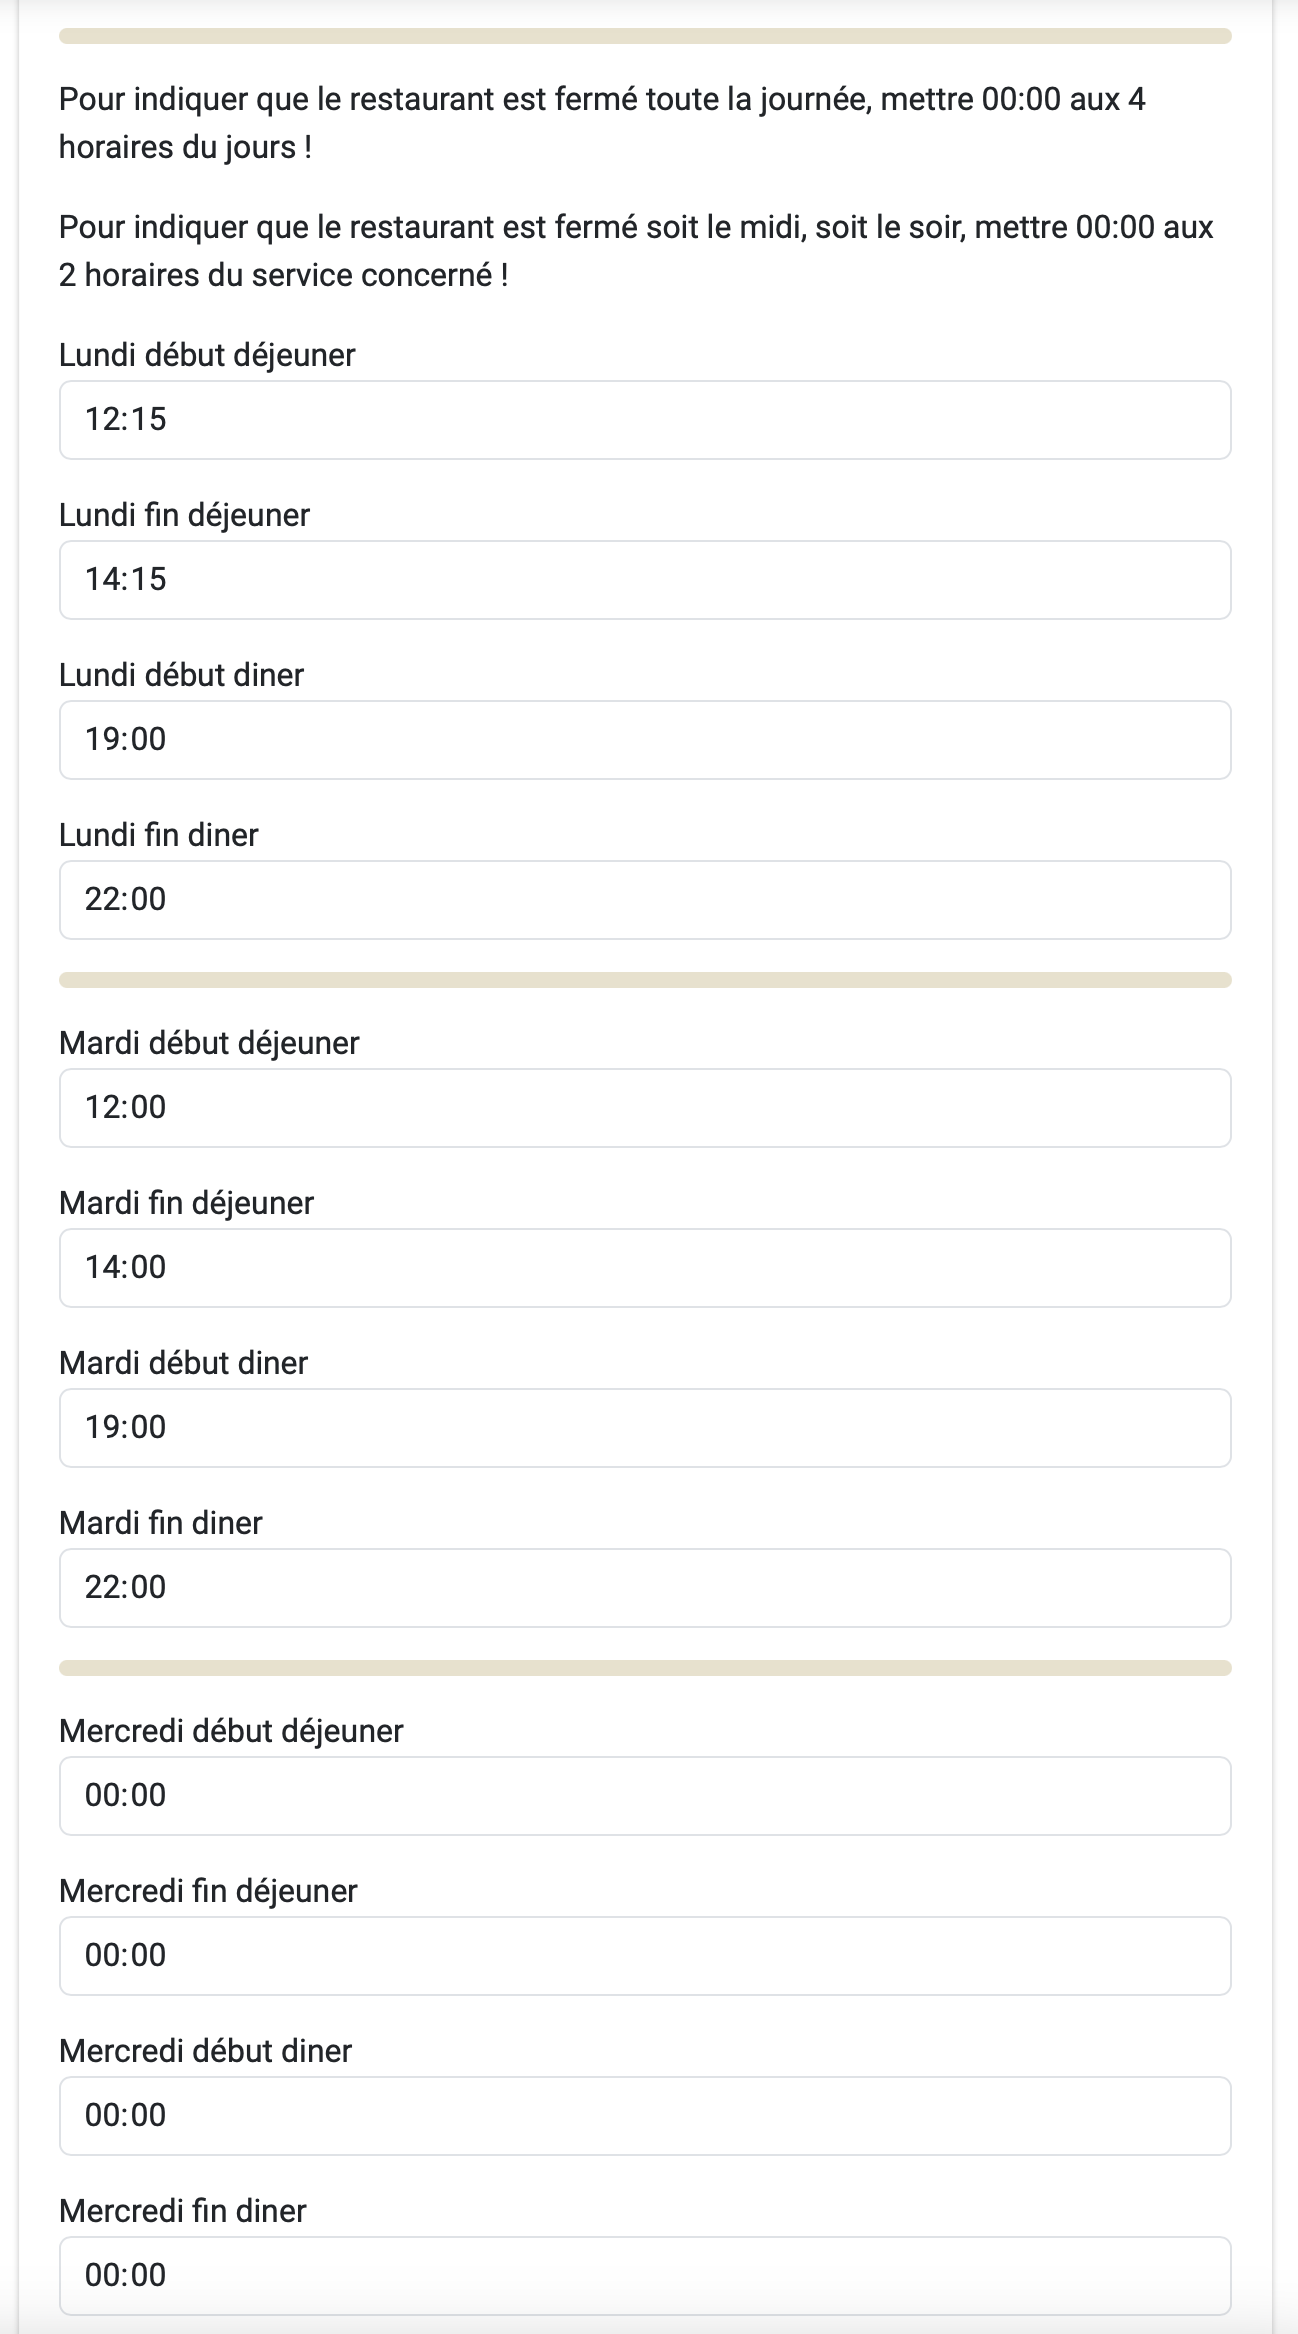 Pour indiquer que le restaurant est fermé toute la journée, mettre 00:00 aux 4
horaires du jours !
Pour indiquer que le restaurant est fermé soit le midi, soit le soir, mettre 00:00 aux
2 horaires du service concerné !
Lundi début déjeuner
12:15
Lundi fin déjeuner
14:15
Lundi début diner
19:00
Lundi fin diner
22:00
Mardi début déjeuner
12:00
Mardi fin déjeuner
14:00
Mardi début diner
19:00
Mardi fin diner
22:00
Mercredi début déjeuner
00:00
Mercredi fin déjeuner
00:00
Mercredi début diner
00:00
Mercredi fin diner
00:00